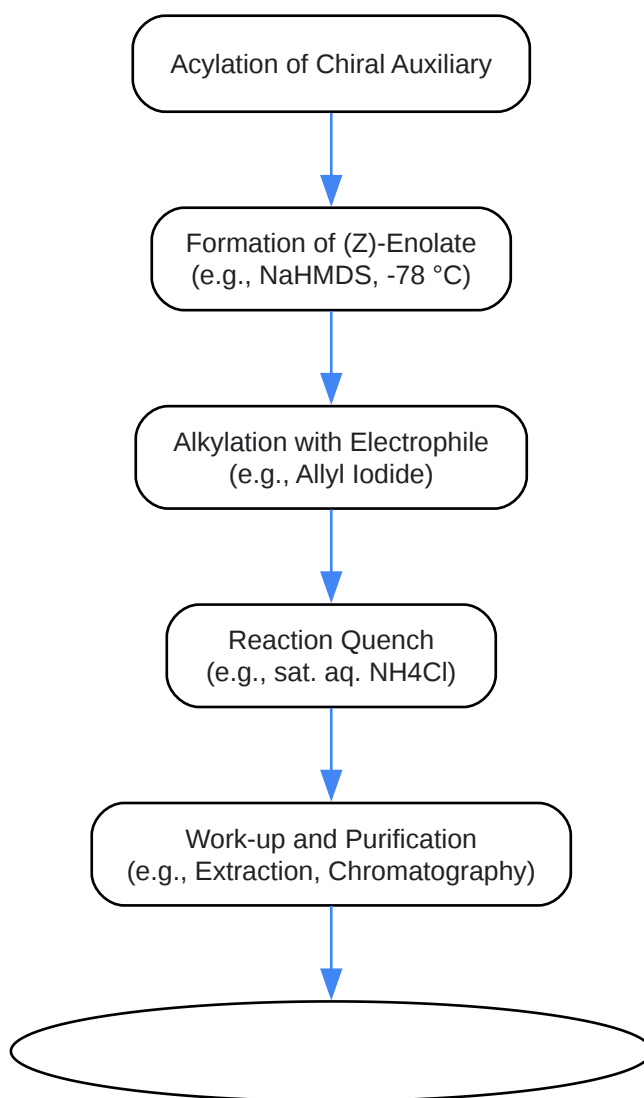 Acylation of Chiral Auxiliary
Formation of (Z)-Enolate
(e.g., NaHMDS, -78 °C)
Alkylation with Electrophile
(e.g., Allyl Iodide)
Reaction Quench
(e.g., sat. aq. NH4Cl)
Work-up and Purification
(e.g., Extraction, Chromatography)